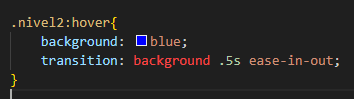 .nivel2:hover{
background: blue;
transition: background .5s ease-in-out;
}